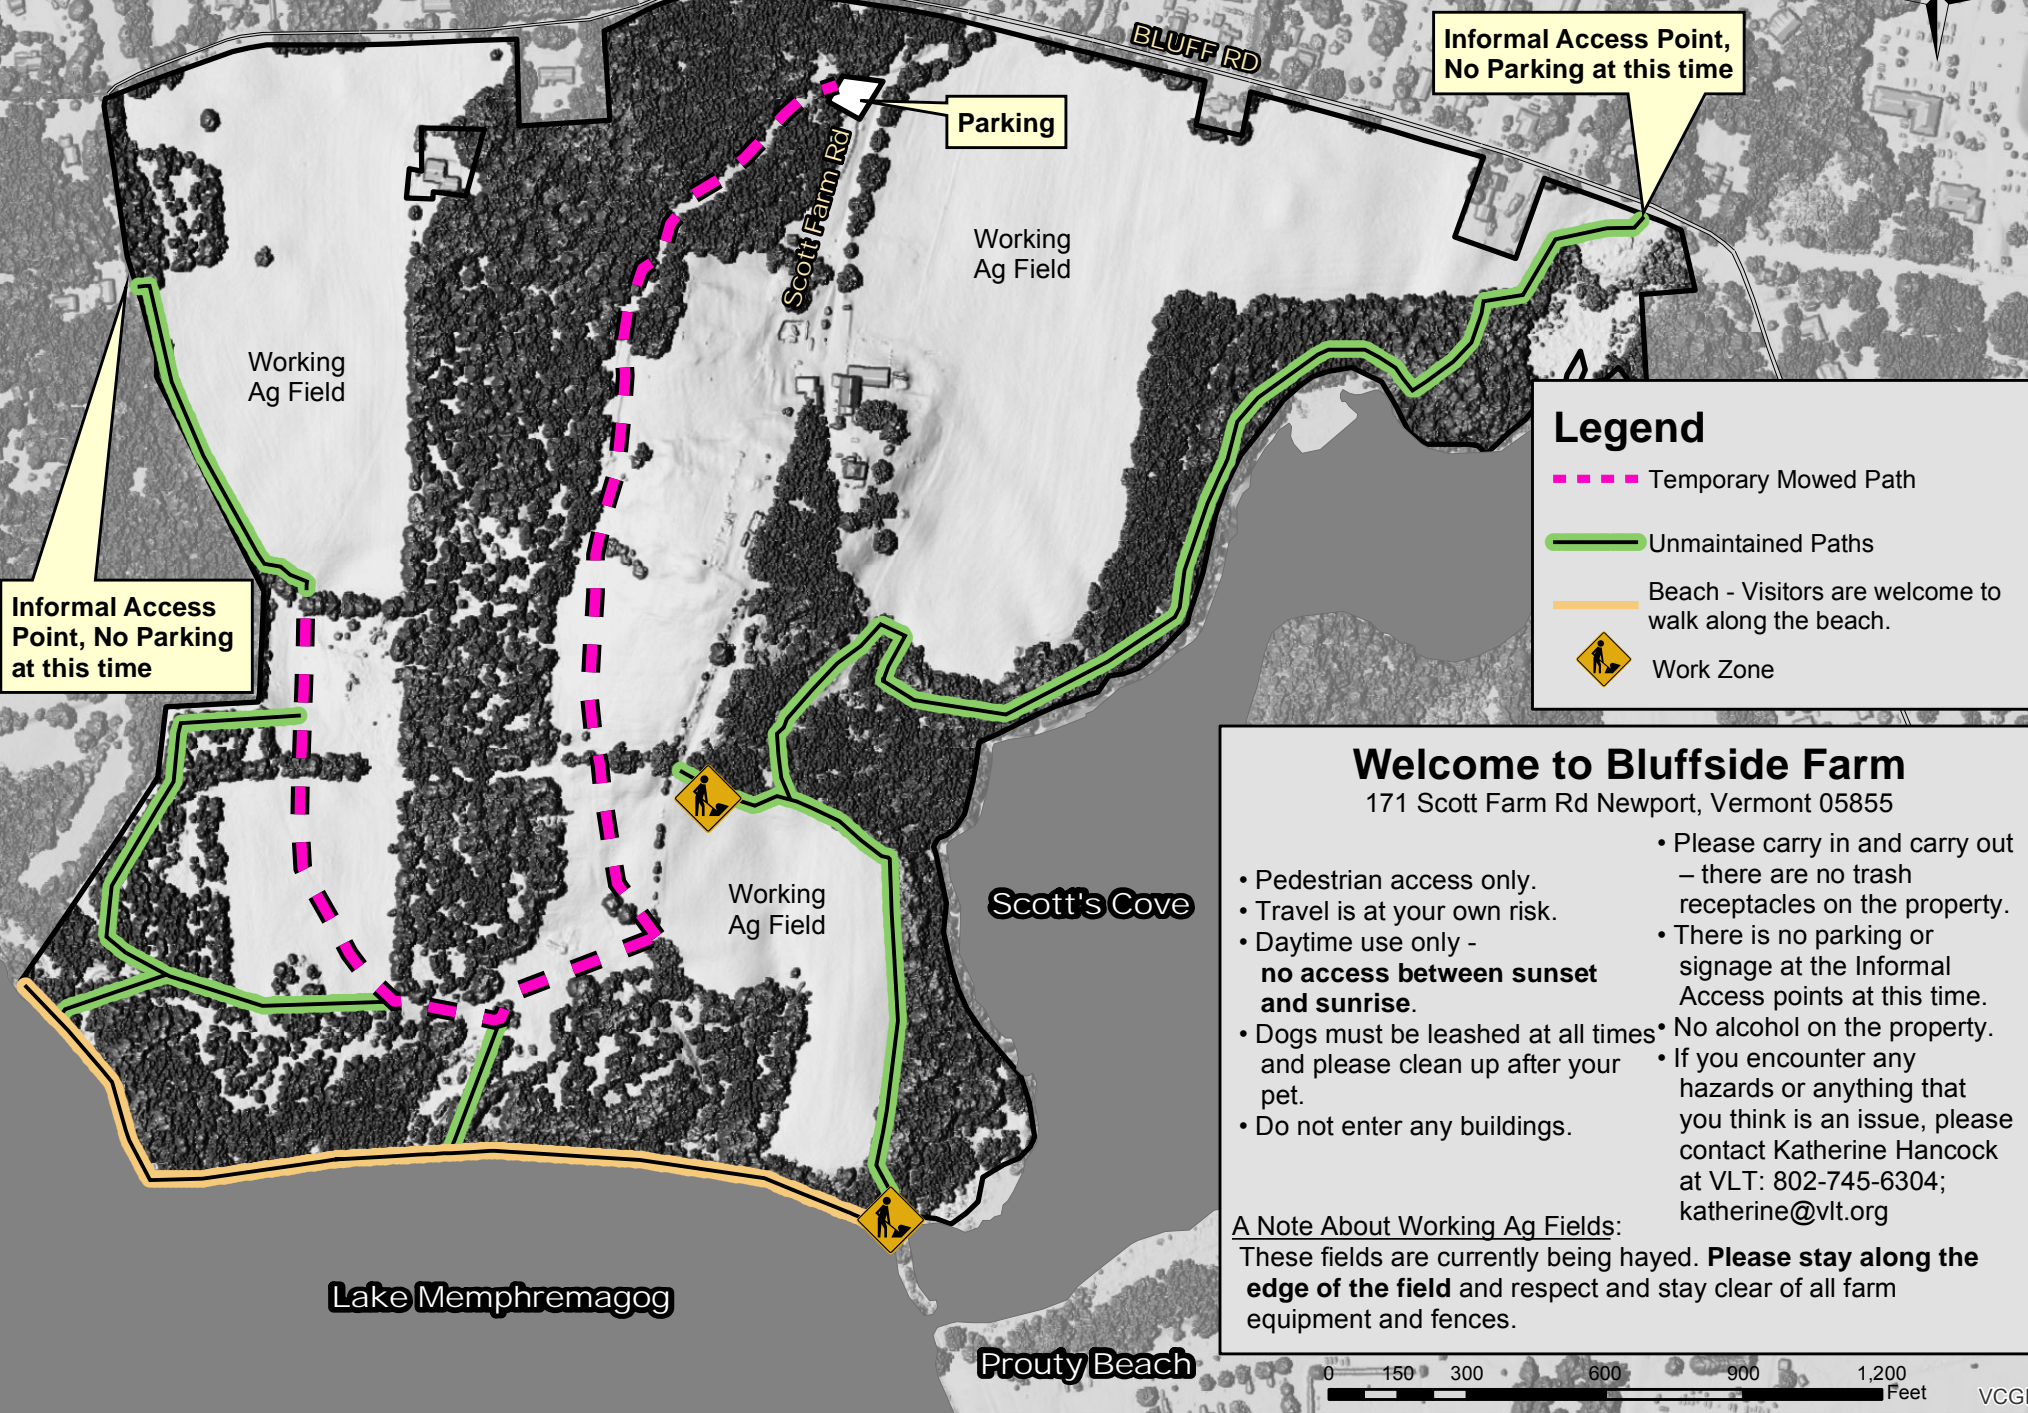 BLUFF RD
Informal Access Point,
No Parking at this time
Parking
Scott Farm Rd
Working
Ag Field
Working
Ag Field
Informal Access
Point, No Parking
at this time
Legend
Temporary Mowed Path
Unmaintained Paths
Beach - Visitors are welcome to
walk along the beach.
Work Zone
Working
Ag Field
Scott's Cove
Lake Memphremagog
Prouty Beach
Welcome to Bluffside Farm
171 Scott Farm Rd Newport, Vermont 05855
• Pedestrian access only.
• Travel is at your own risk.
• Daytime use only -
no access between sunset
and sunrise.
• Dogs must be leashed at all times
and please clean up after your
pet.
• Do not enter any buildings.
• Please carry in and carry out
– there are no trash
receptacles on the property.
• There is no parking or
signage at the Informal
Access points at this time.
• No alcohol on the property.
• If you encounter any
hazards or anything that
you think is an issue, please
contact Katherine Hancock
at VLT: 802-745-6304;
katherine@vlt.org
A Note About Working Ag Fields:
These fields are currently being hayed. Please stay along the
edge of the field and respect and stay clear of all farm
equipment and fences.
0 150 300 600 900 1,200
Feet